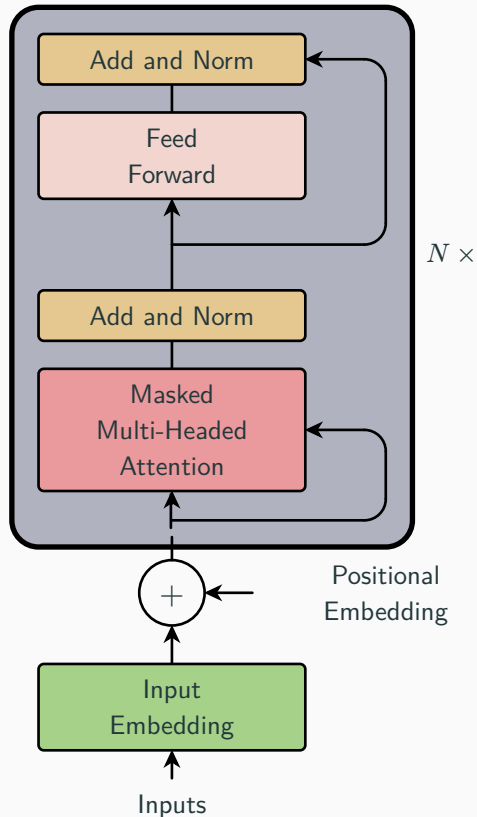 Add and Norm
Feed
Forward
N ×
Add and Norm
Masked
Multi-Headed
Attention
+
Positional
Embedding
Input
Embedding
Inputs